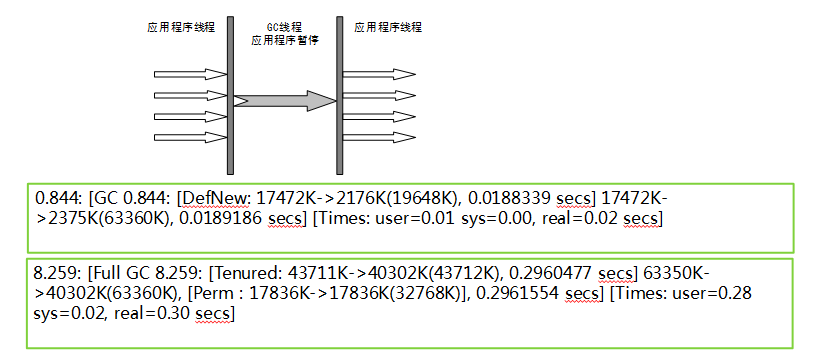 应用程序线程
GC线程
应用程序暂停
应用程序线程
0.844: [GC 0.844: [DefNew: 17472K->2176K(19648K), 0.0188339 secs] 17472K-
>2375K(63360K), 0.0189186 secs] [Times: user=0.01 sys=0.00, real=0.02 secs]
8.259: [Full GC 8.259: [Tenured: 43711K->40302K(43712K), 0.2960477 secs] 63350K-
>40302K(63360K), [Perm : 17836K->17836K(32768K)], 0.2961554 secs] [Times: user=0.28
sys=0.02, real=0.30 secs]